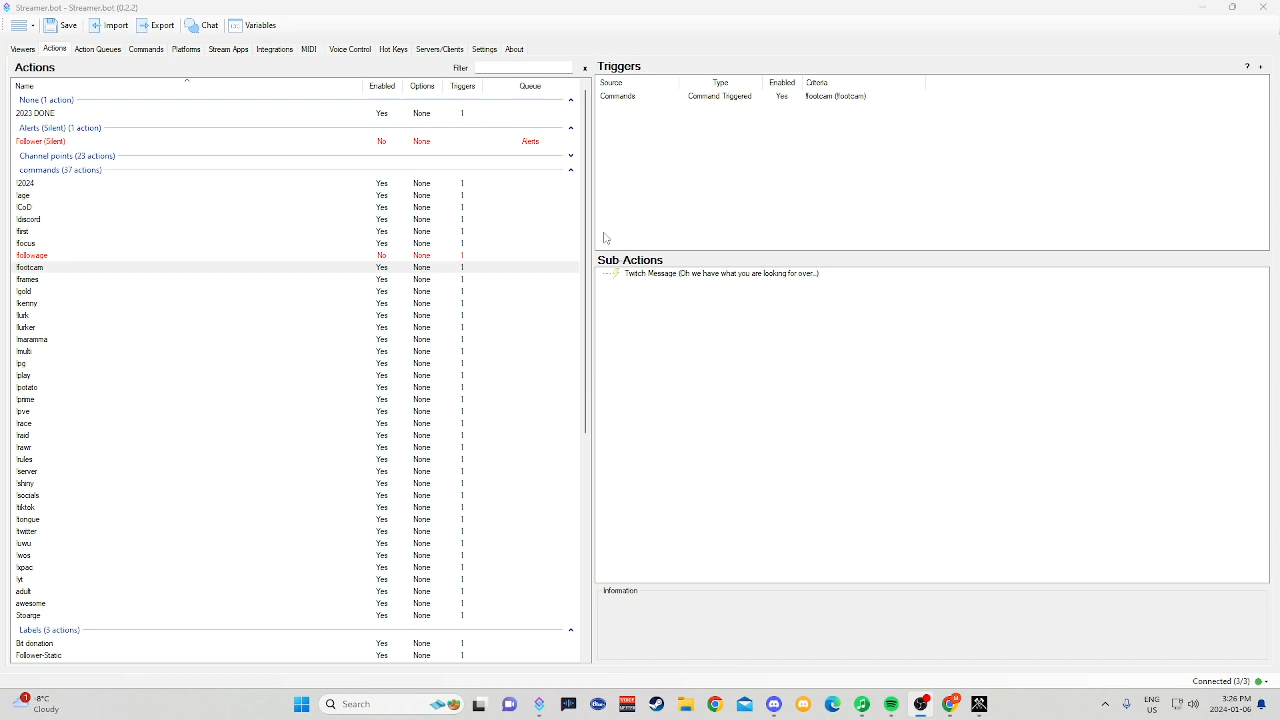 Streamer.bot - Streamer.bot (0.2.2)
Save Import Export Chat Variables
Viewers Actions Action Queues Commands Platforms Stream Apps Integrations MIDI Voice Control Hot Keys Servers/Clients Settings About
Actions Filter x
Name Enabled Options Triggers Queue
None (1 action)
2023 DONE Yes None 1
Alerts (Silent) (1 action)
Follower (Silent) No None Alerts
Channel points (23 actions)
commands (37 actions)
!2024 Yes None 1
!age Yes None 1
!CoD Yes None 1
!discord Yes None 1
!first Yes None 1
!focus Yes None 1
!followage No None 1
!footcam Yes None 1
!frames Yes None 1
!gold Yes None 1
!kenny Yes None 1
!lurk Yes None 1
!lurker Yes None 1
!maramma Yes None 1
!multi Yes None 1
!pg Yes None 1
!play Yes None 1
!potato Yes None 1
!prime Yes None 1
!pve Yes None 1
!race Yes None 1
!raid Yes None 1
!rawr Yes None 1
!rules Yes None 1
!server Yes None 1
!shiny Yes None 1
!socials Yes None 1
!tiktok Yes None 1
!tongue Yes None 1
!twitter Yes None 1
!uwu Yes None 1
!wos Yes None 1
!xpac Yes None 1
!yt Yes None 1
adult Yes None 1
awesome Yes None 1
Stoarge Yes None 1
Labels (3 actions)
Bit donation Yes None 1
Follower-Static Yes None 1
Triggers ? +
Source Type Enabled Criteria
Commands Command Triggered Yes !footcam (!footcam)
Sub-Actions
Twitch Message (Oh we have what you are looking for over...)
Information
Connected (3/3)
1 -8°C
Cloudy
Search
ENG
US
3:26 PM
2024-01-06